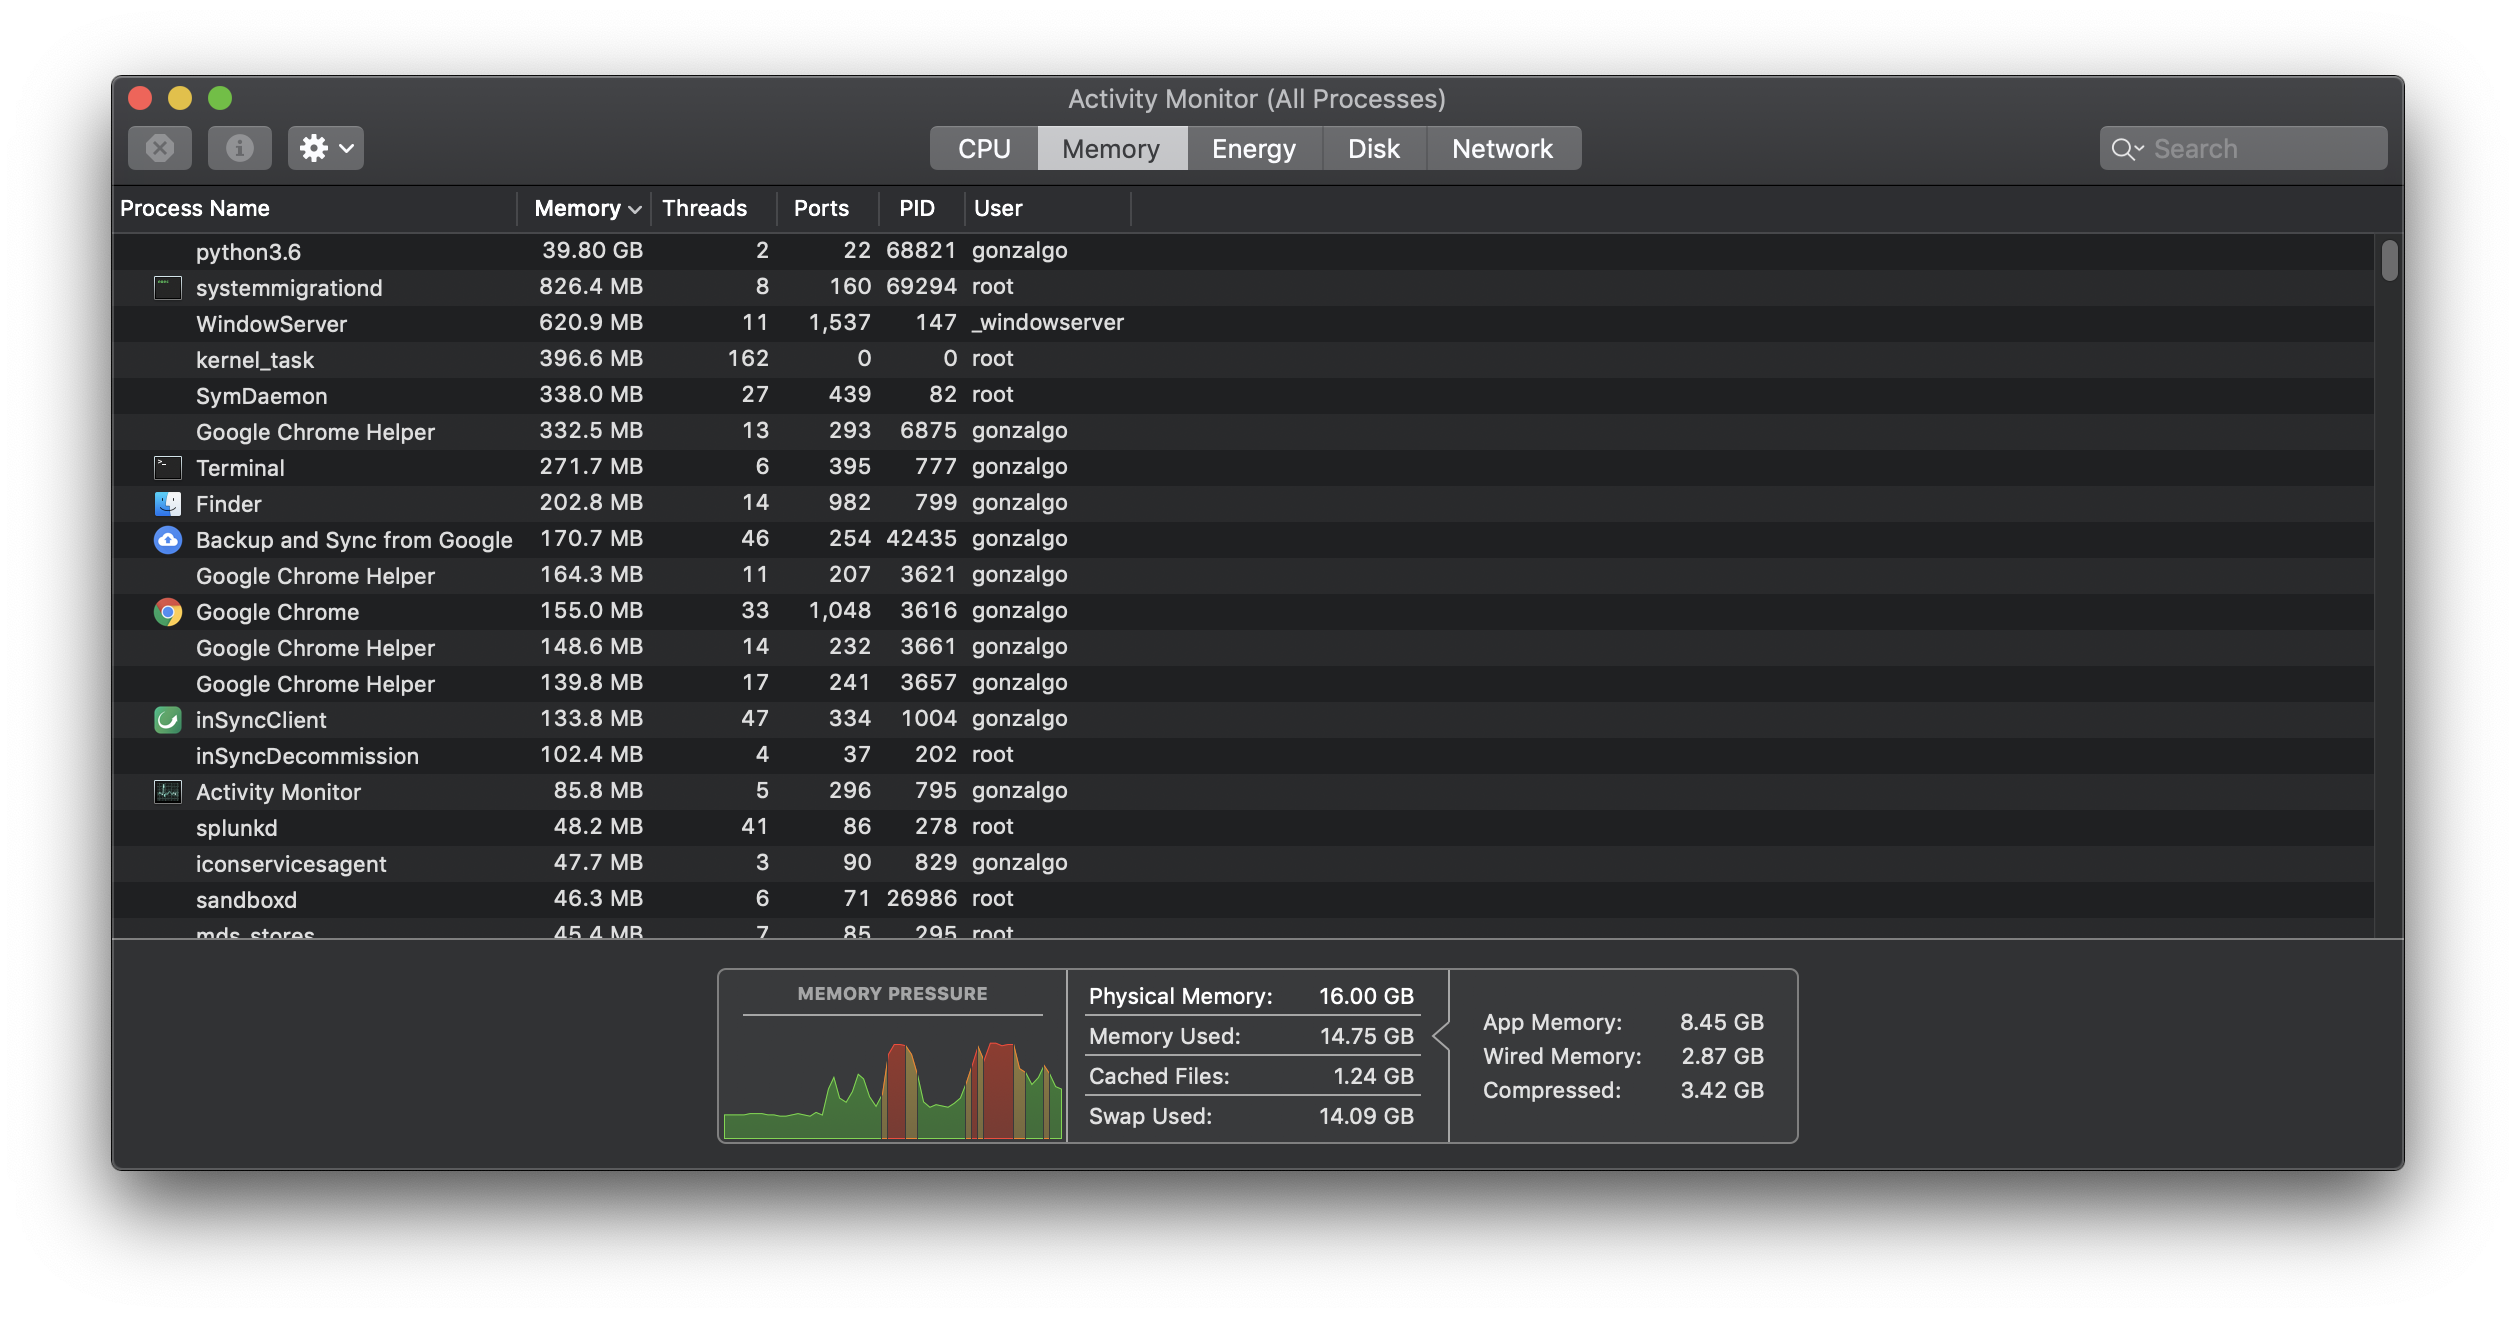 Activity Monitor (All Processes)
CPU Memory Energy Disk Network Search
Process Name Memory Threads Ports PID User
python3.6 39.80 GB 2 22 68821 gonzalgo
systemmigrationd 826.4 MB 8 160 69294 root
WindowServer 620.9 MB 11 1,537 147 _windowserver
kernel_task 396.6 MB 162 0 0 root
SymDaemon 338.0 MB 27 439 82 root
Google Chrome Helper 332.5 MB 13 293 6875 gonzalgo
Terminal 271.7 MB 6 395 777 gonzalgo
Finder 202.8 MB 14 982 799 gonzalgo
Backup and Sync from Google 170.7 MB 46 254 42435 gonzalgo
Google Chrome Helper 164.3 MB 11 207 3621 gonzalgo
Google Chrome 155.0 MB 33 1,048 3616 gonzalgo
Google Chrome Helper 148.6 MB 14 232 3661 gonzalgo
Google Chrome Helper 139.8 MB 17 241 3657 gonzalgo
inSyncClient 133.8 MB 47 334 1004 gonzalgo
inSyncDecommission 102.4 MB 4 37 202 root
Activity Monitor 85.8 MB 5 296 795 gonzalgo
splunkd 48.2 MB 41 86 278 root
iconservicesagent 47.7 MB 3 90 829 gonzalgo
sandboxd 46.3 MB 6 71 26986 root
mds_stores 45.4 MB 7 85 295 root
MEMORY PRESSURE
Physical Memory: 16.00 GB
Memory Used: 14.75 GB
Cached Files: 1.24 GB
Swap Used: 14.09 GB
App Memory: 8.45 GB
Wired Memory: 2.87 GB
Compressed: 3.42 GB